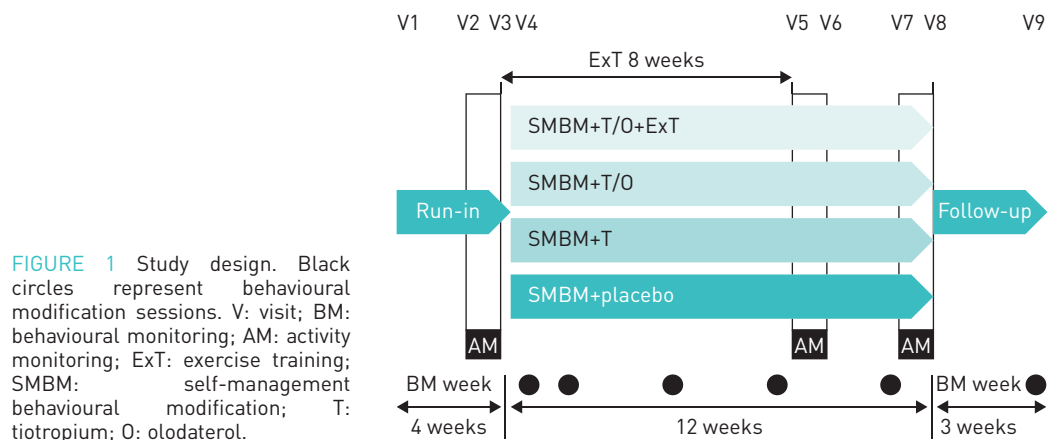 V1 V2 V3 V4 V5 V6 V7 V8 V9
ExT 8 weeks
SMBM+T/O+ExT
SMBM+T/O
Run-in
Follow-up
SMBM+T
SMBM+placebo
AM AM AM
BM week BM week
4 weeks 12 weeks 3 weeks
FIGURE 1 Study design. Black
circles represent behavioural
modification sessions. V: visit; BM:
behavioural monitoring; AM: activity
monitoring; ExT: exercise training;
SMBM: self-management
behavioural modification; T:
tiotropium; O: olodaterol.